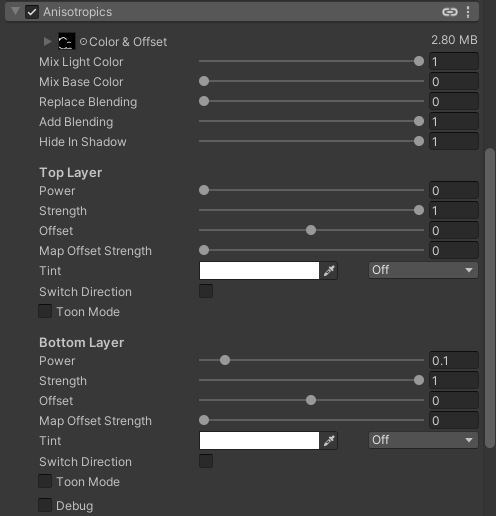 Anisotropics
Color & Offset 2.80 MB
Mix Light Color 1
Mix Base Color 0
Replace Blending 0
Add Blending 1
Hide In Shadow 1
Top Layer
Power 0
Strength 1
Offset 0
Map Offset Strength 0
Tint Off
Switch Direction
Toon Mode
Bottom Layer
Power 0.1
Strength 1
Offset 0
Map Offset Strength 0
Tint Off
Switch Direction
Toon Mode
Debug